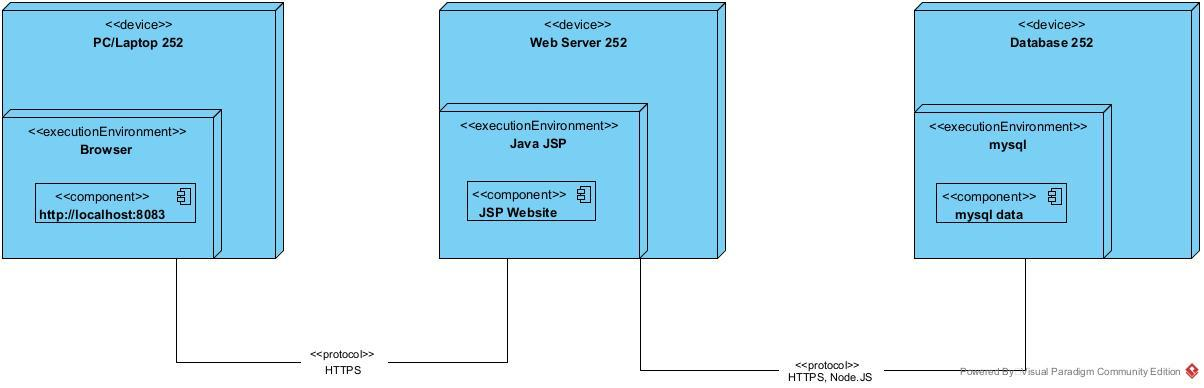 <<device>>
PC/Laptop 252
<<executionEnvironment>>
Browser
<<component>>
http://localhost:8083
<<device>>
Web Server 252
<<executionEnvironment>>
Java JSP
<<component>>
JSP Website
<<device>>
Database 252
<<executionEnvironment>>
mysql
<<component>>
mysql data
<<protocol>>
HTTPS
<<protocol>>
HTTPS, Node.JS
Powered By: Visual Paradigm Community Edition